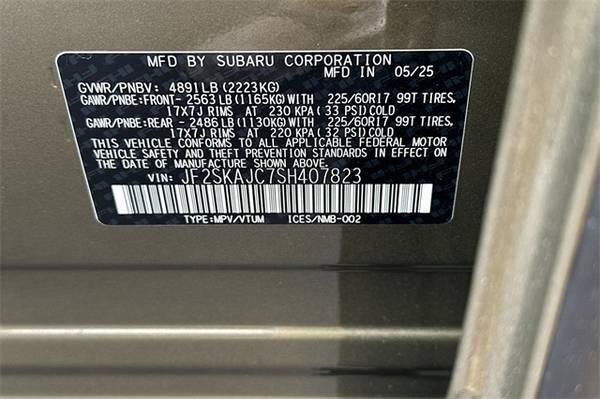 MFD BY SUBARU CORPORATION
MFD IN 05/25
GVWR/PNBV: 4891LB (2223KG)
GAWR/PNBE:FRONT- 2563LB (1165KG) WITH 225/60R17 99T TIRES,
17X7J RIMS AT 230 KPA (33 PSI) COLD
GAWR/PNBE:REAR -2486LB (1130KG) WITH 225/60R17 99T TIRES,
17X7J RIMS AT 220 KPA (32 PSI) COLD
THIS VEHICLE CONFORMS TO ALL APPLICABLE FEDERAL MOTOR
VEHICLE SAFETY AND THEFT PREVENTION STANDARDS IN EFFECT
ON THE DATE OF MANUFACTURE SHOWN ABOVE.
VIN: JF2SKAJC7SH407823
TYPE:MPV/VTUM ICES/NMB-002